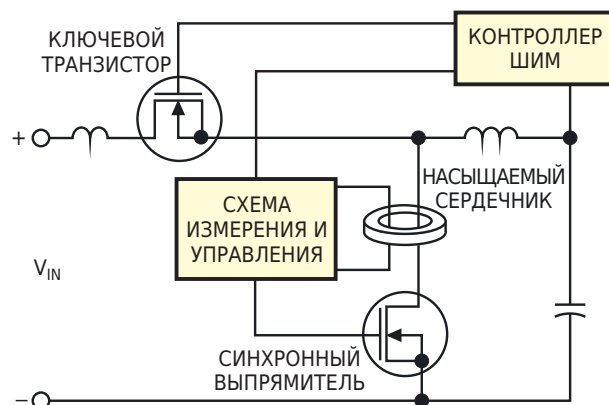 КЛЮЧЕВОЙ
ТРАНЗИСТОР
КОНТРОЛЛЕР
ШИМ
+
НАСЫЩАЕМЫЙ
СЕРДЕЧНИК
СХЕМА
ИЗМЕРЕНИЯ И
УПРАВЛЕНИЯ
VIN
СИНХРОННЫЙ
ВЫПРЯМИТЕЛЬ
−